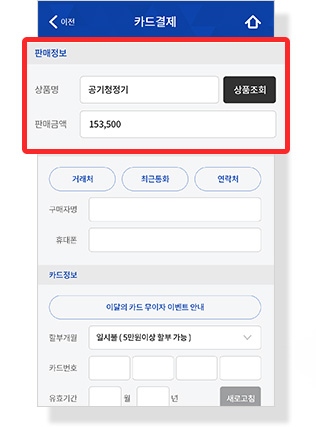 이전 카드결제
판매정보
상품명 공기청정기 상품조회
판매금액 153,500
거래처 최근통화 연락처
구매자명
휴대폰
카드정보
이달의 카드 무이자 이벤트 안내
할부개월 일시불 ( 5만원이상 할부 가능 )
카드번호
유효기간 월 년 새로고침